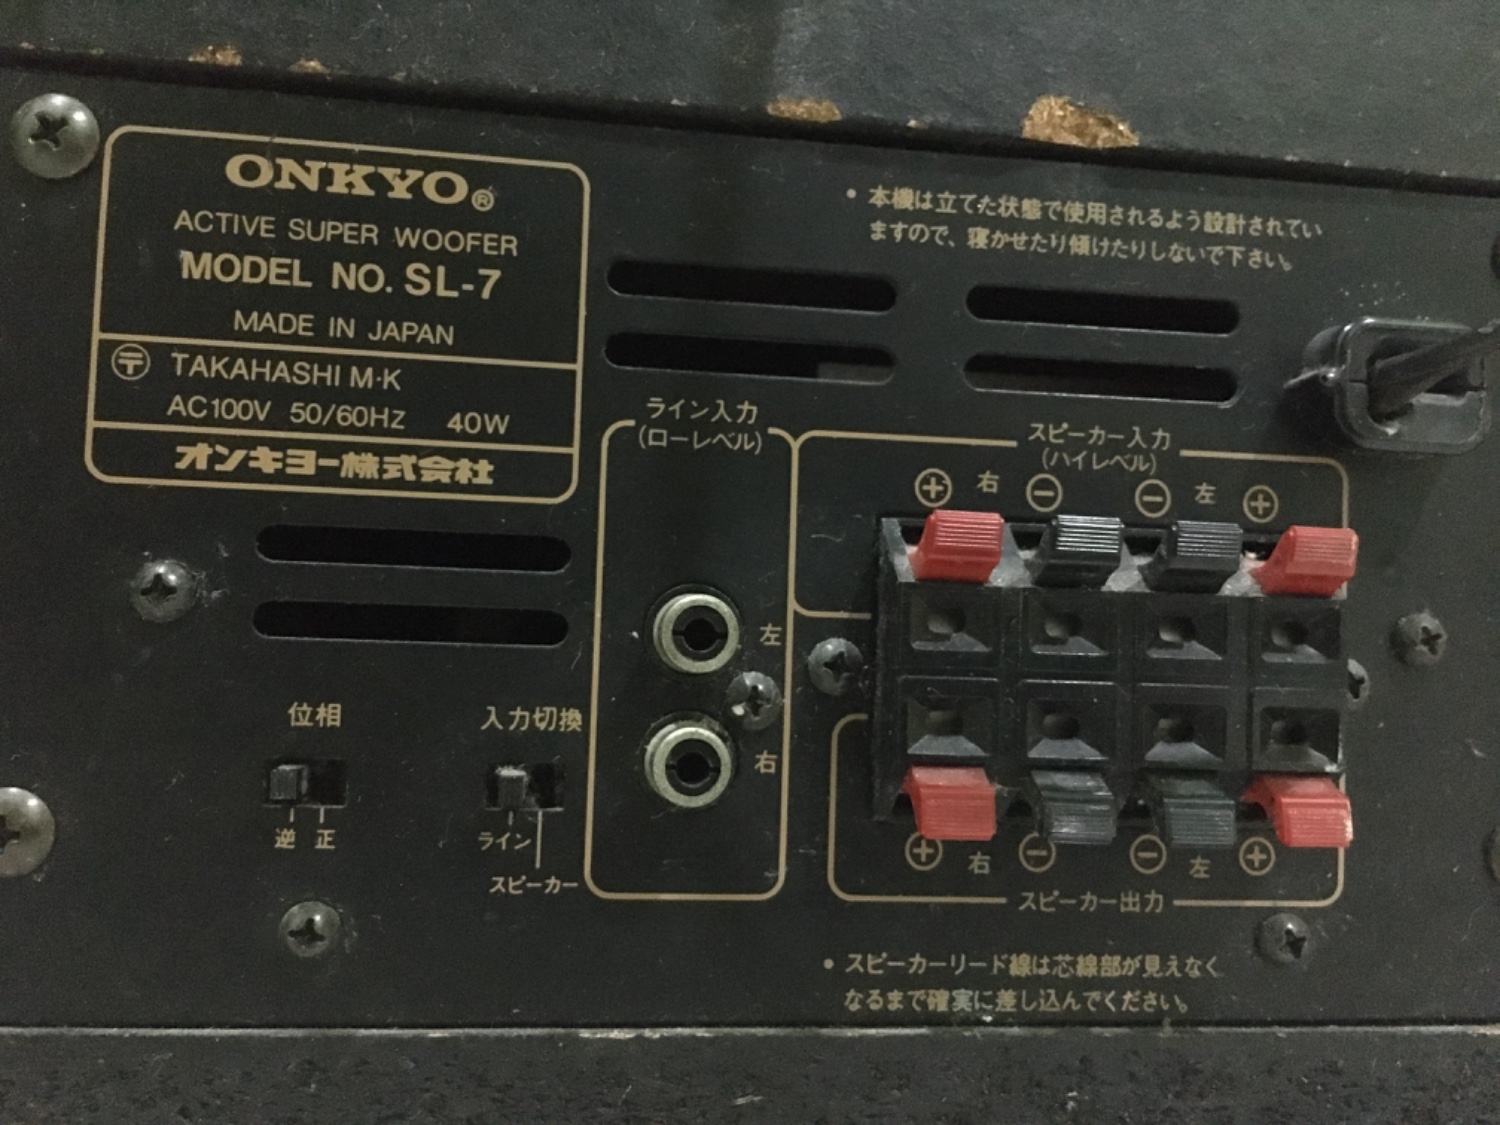 ONKYO®
ACTIVE SUPER WOOFER
MODEL NO. SL-7
MADE IN JAPAN
〒 TAKAHASHI M·K
AC100V 50/60Hz 40W
オンキヨー株式会社
• 本機は立てた状態で使用されるよう設計されてい
ますので、寝かせたり傾けたりしないで下さい。
ライン入力
(ローレベル)
左
右
スピーカー入力
(ハイレベル)
⊕ 右 ⊖ ⊖ 左 ⊕
⊕ 右 ⊖ ⊖ 左 ⊕
スピーカー出力
位相
逆 正
入力切換
ライン
スピーカー
• スピーカーリード線は芯線部が見えなく
なるまで確実に差し込んでください。